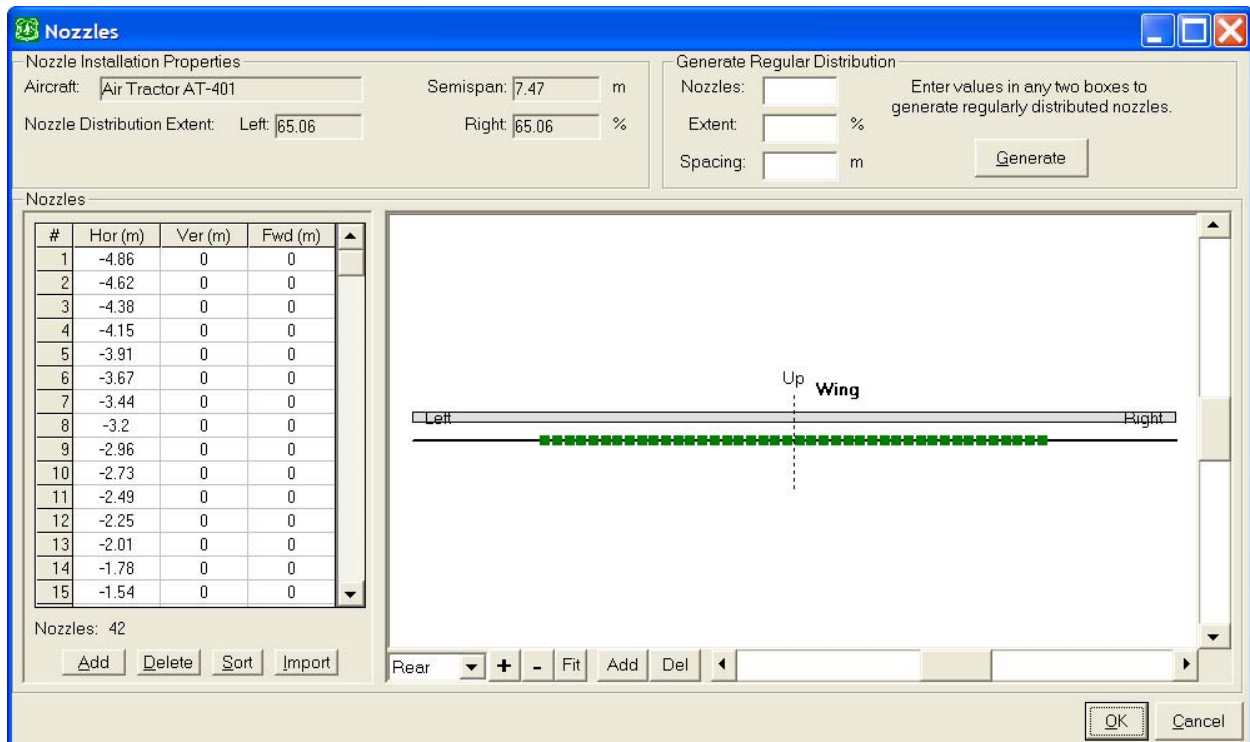 Nozzles
Nozzle Installation Properties
Aircraft: Air Tractor AT-401 Semispan: 7.47 m
Nozzle Distribution Extent: Left: 65.06 Right: 65.06 %
Generate Regular Distribution
Nozzles:
Extent: %
Spacing: m
Enter values in any two boxes to
generate regularly distributed nozzles.
Generate
Nozzles
# Hor (m) Ver (m) Fwd (m)
1 -4.86 0 0
2 -4.62 0 0
3 -4.38 0 0
4 -4.15 0 0
5 -3.91 0 0
6 -3.67 0 0
7 -3.44 0 0
8 -3.2 0 0
9 -2.96 0 0
10 -2.73 0 0
11 -2.49 0 0
12 -2.25 0 0
13 -2.01 0 0
14 -1.78 0 0
15 -1.54 0 0
Nozzles: 42
Add Delete Sort Import
Up
Wing
Left Right
Rear + - Fit Add Del
OK Cancel